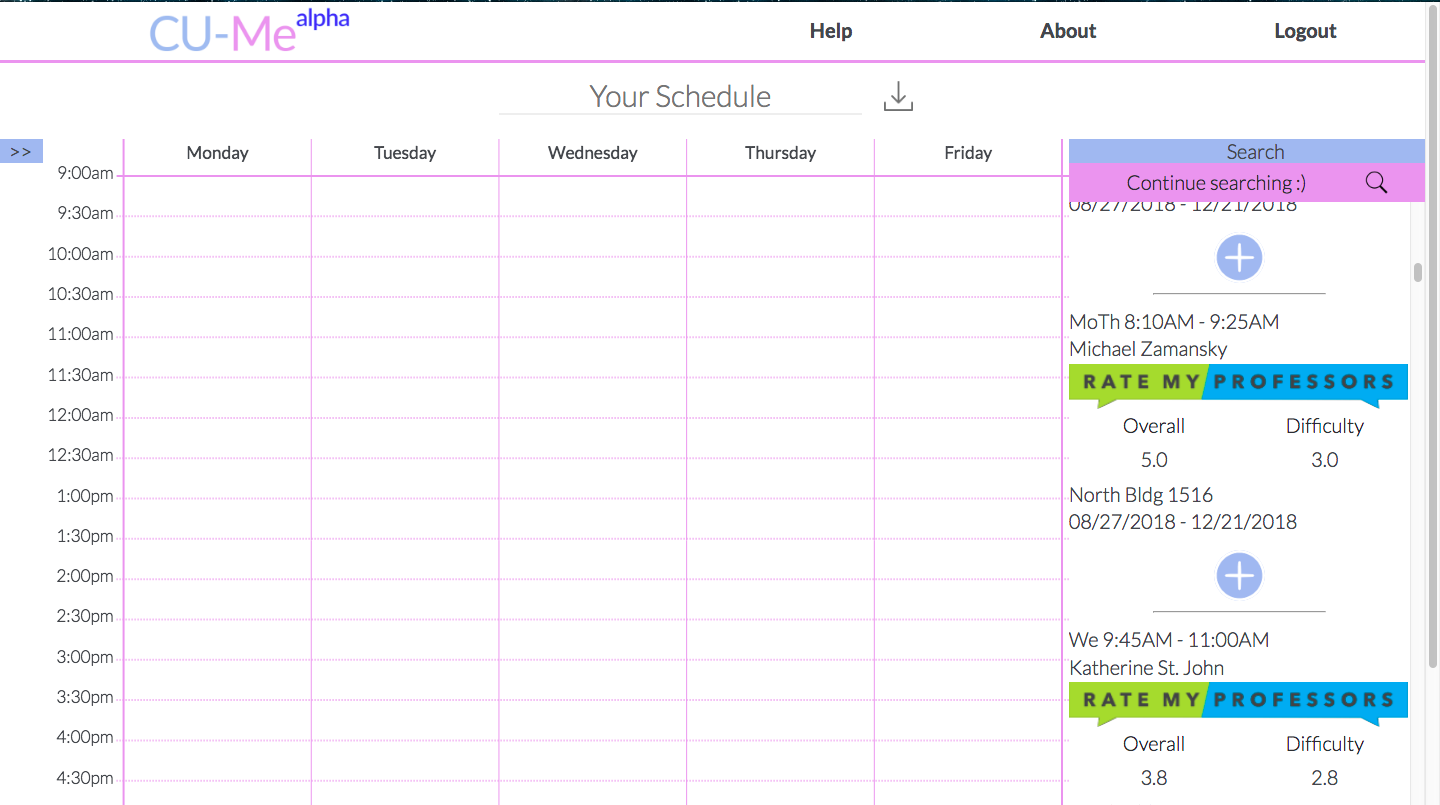 CU-Me alpha
Help
About
Logout
Your Schedule
>>
Monday
Tuesday
Wednesday
Thursday
Friday
9:00am
9:30am
10:00am
10:30am
11:00am
11:30am
12:00am
12:30am
1:00pm
1:30pm
2:00pm
2:30pm
3:00pm
3:30pm
4:00pm
4:30pm
Search
Continue searching :)
08/27/2018 - 12/21/2018
MoTh 8:10AM - 9:25AM
Michael Zamansky
RATE MY PROFESSORS
Overall Difficulty
5.0 3.0
North Bldg 1516
08/27/2018 - 12/21/2018
We 9:45AM - 11:00AM
Katherine St. John
RATE MY PROFESSORS
Overall Difficulty
3.8 2.8